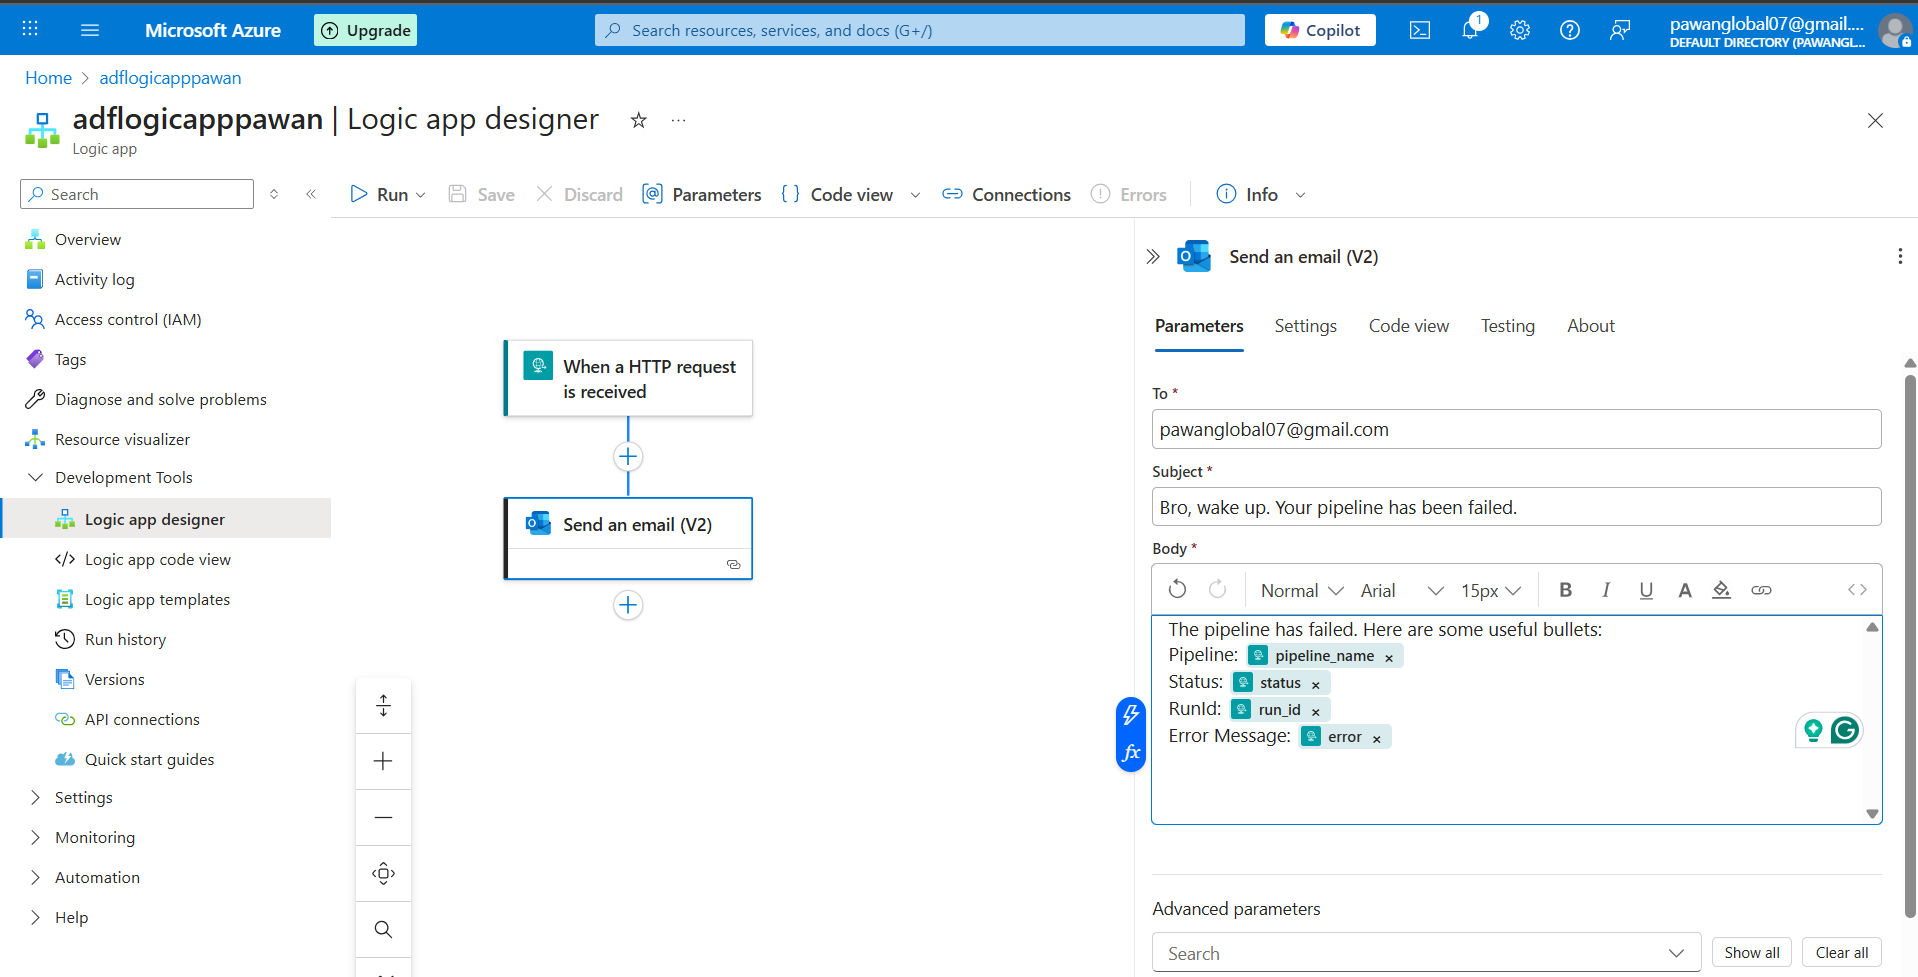 Microsoft Azure
Upgrade
Search resources, services, and docs (G+/)
Copilot
1
pawanglobal07@gmail....
DEFAULT DIRECTORY (PAWANGL...
Home > adflogicapppawan
adflogicapppawan | Logic app designer
Logic app
Search
Run
Save
Discard
Parameters
{ } Code view
Connections
Errors
Info
Overview
Activity log
Access control (IAM)
Tags
Diagnose and solve problems
Resource visualizer
Development Tools
Logic app designer
Logic app code view
Logic app templates
Run history
Versions
API connections
Quick start guides
Settings
Monitoring
Automation
Help
When a HTTP request
is received
Send an email (V2)
Send an email (V2)
Parameters
Settings
Code view
Testing
About
To *
pawanglobal07@gmail.com
Subject *
Bro, wake up. Your pipeline has been failed.
Body *
Normal
Arial
15px
B
I
U
A
The pipeline has failed. Here are some useful bullets:
Pipeline: pipeline_name ×
Status: status ×
RunId: run_id ×
Error Message: error ×
fx
Advanced parameters
Search
Show all
Clear all